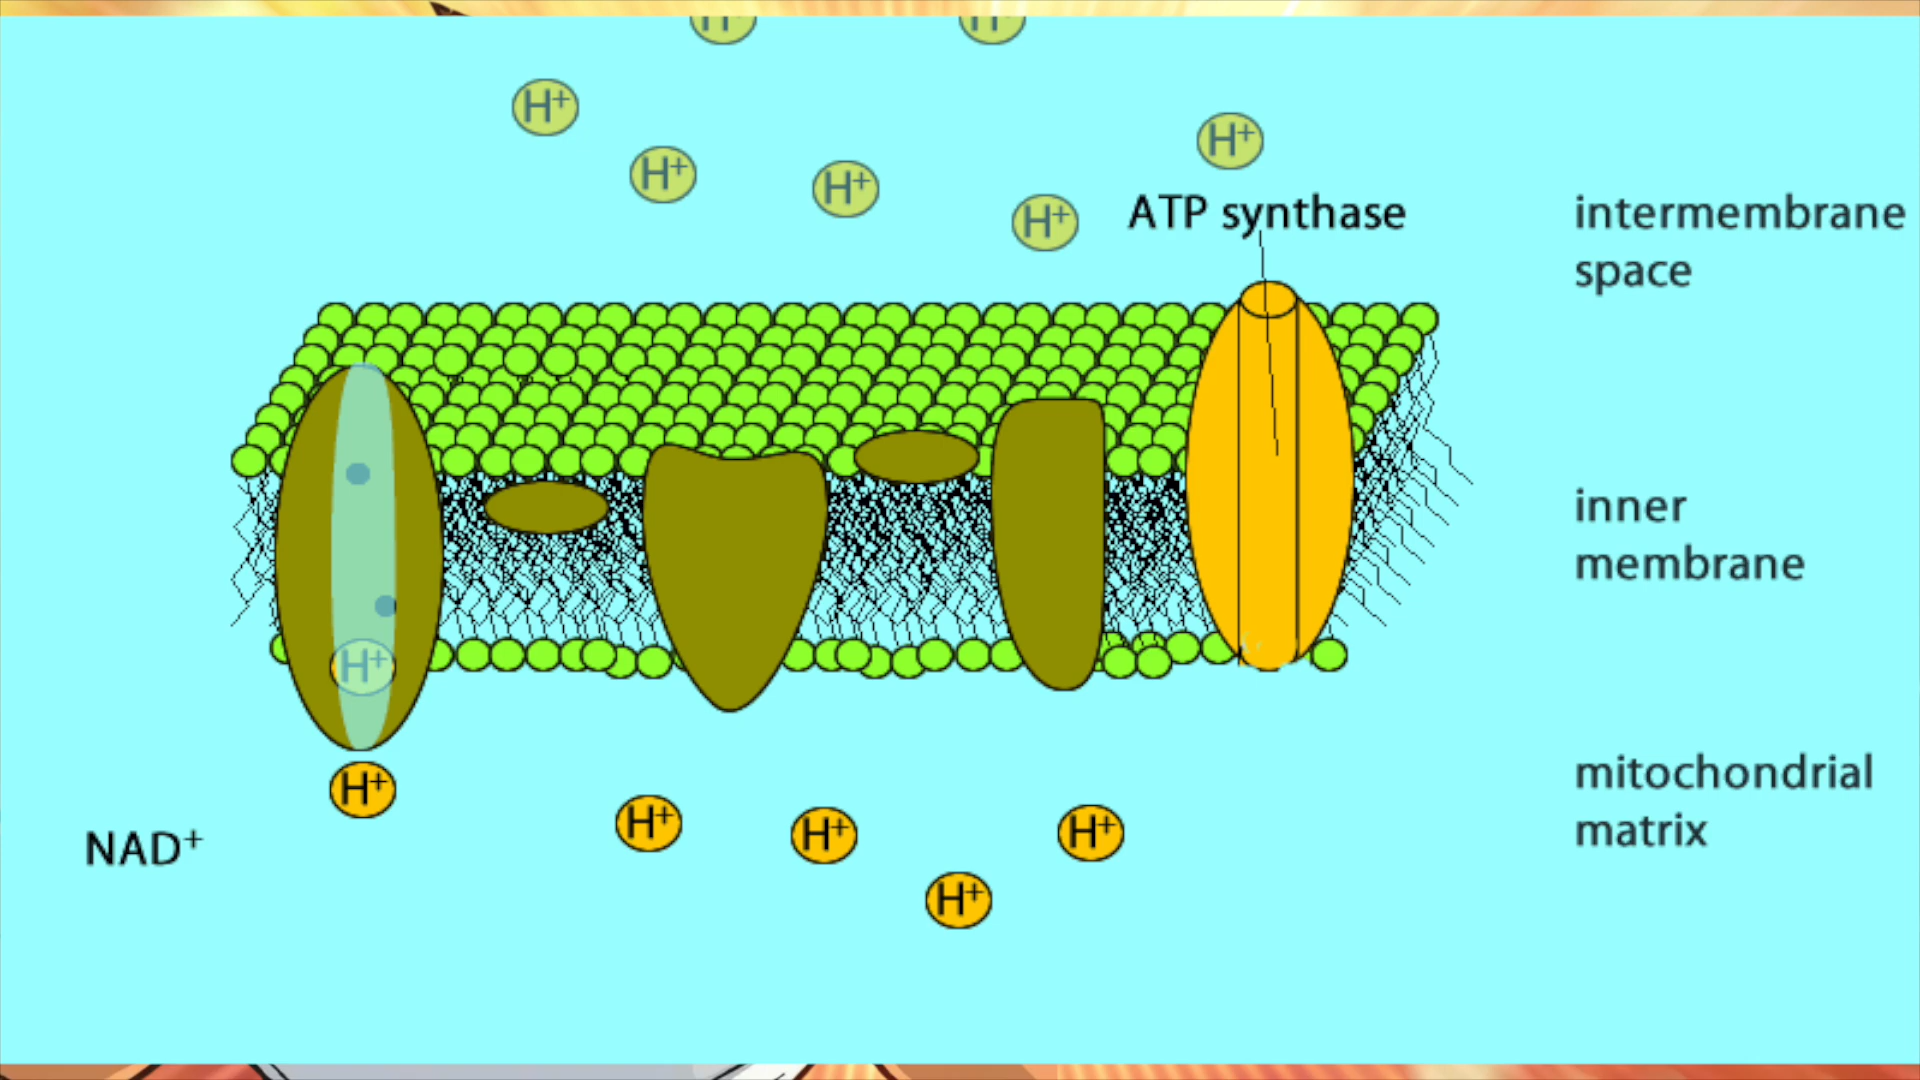 H⁺
H⁺
H⁺
H⁺
H⁺
H⁺
H⁺
ATP synthase
intermembrane
space
inner
membrane
H⁺
H⁺
mitochondrial
matrix
H⁺
H⁺
H⁺
NAD⁺
H⁺